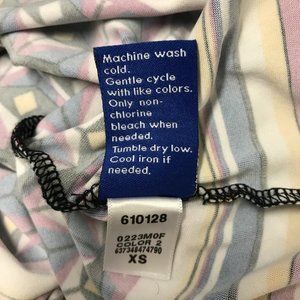 Machine wash
cold.
Gentle cycle
with like colors.
Only non-
chlorine
bleach when
needed.
Tumble dry low.
Cool iron if
needed.
610128
0223M0F
COLOR 2
637348474790
XS